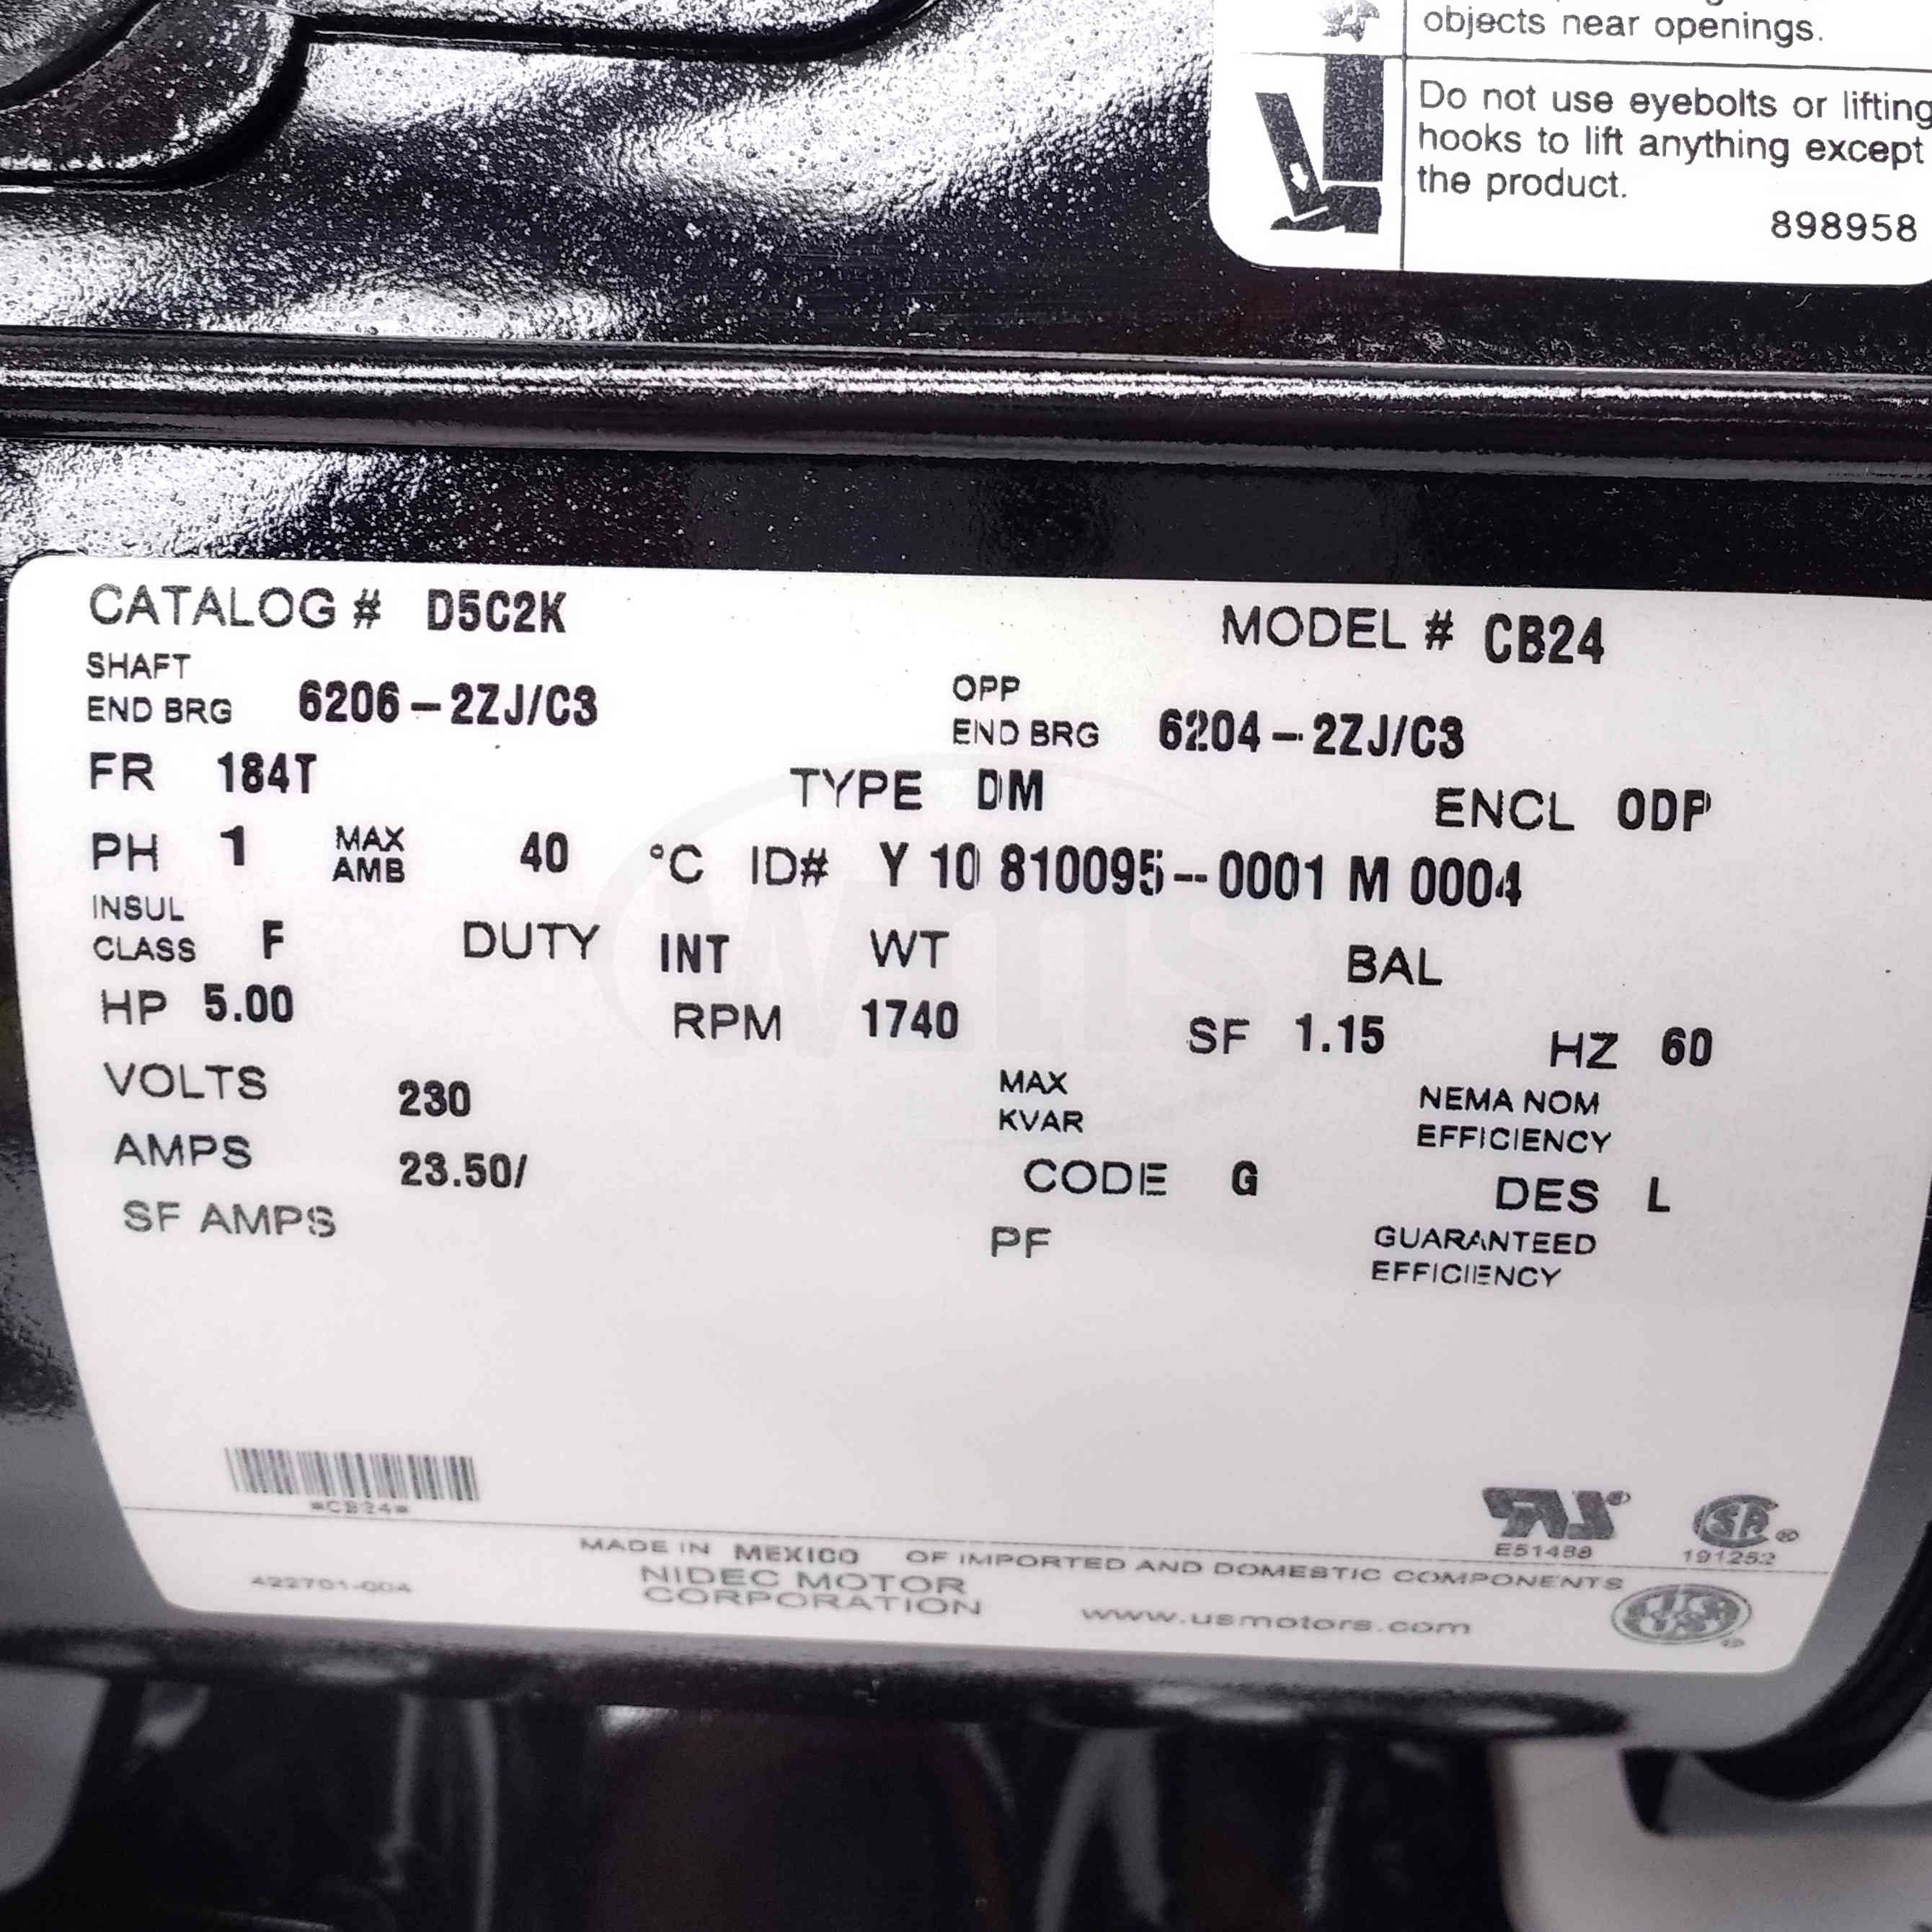 objects near openings.
Do not use eyebolts or lifting
hooks to lift anything except
the product.
898958
CATALOG # D5C2K MODEL # CB24
SHAFT
END BRG 6206-2ZJ/C3 OPP
END BRG 6204-2ZJ/C3
FR 184T TYPE DM ENCL ODP
PH 1 MAX
AMB 40 °C ID# Y 10 810095--0001 M 0004
INSUL
CLASS F DUTY INT WT BAL
HP 5.00 RPM 1740 SF 1.15 HZ 60
VOLTS 230 MAX
KVAR NEMA NOM
EFFICIENCY
AMPS 23.50/ CODE G DES L
SF AMPS PF GUARANTEED
EFFICIENCY
*CB24*
E51488 191252
MADE IN MEXICO OF IMPORTED AND DOMESTIC COMPONENTS
422701-004 NIDEC MOTOR
CORPORATION www.usmotors.com